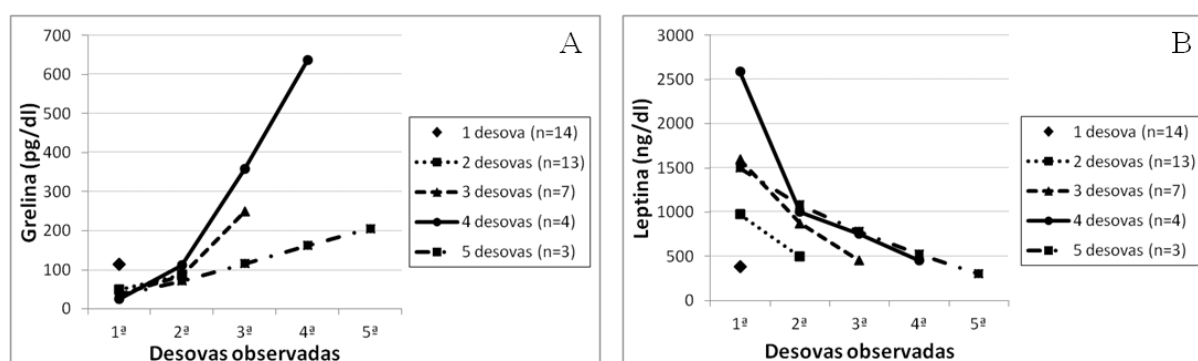 A
Grelina (pg/dl)
700
600
500
400
300
200
100
0
1ª 2ª 3ª 4ª 5ª
Desovas observadas
1 desova (n=14)
2 desovas (n=13)
3 desovas (n=7)
4 desovas (n=4)
5 desovas (n=3)
B
Leptina (ng/dl)
3000
2500
2000
1500
1000
500
0
1ª 2ª 3ª 4ª 5ª
Desovas observadas
1 desova (n=14)
2 desovas (n=13)
3 desovas (n=7)
4 desovas (n=4)
5 desovas (n=3)